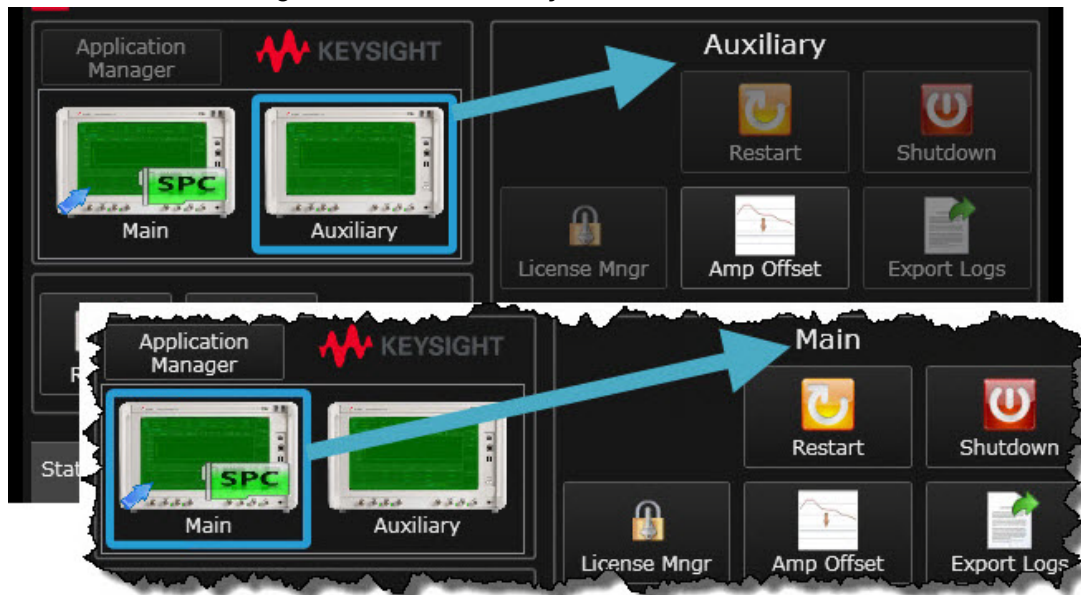 Application
Manager
KEYSIGHT
Auxiliary
Restart
Shutdown
SPC
Main
Auxiliary
License Mngr
Amp Offset
Export Logs
Application
Manager
KEYSIGHT
Main
Restart
Shutdown
SPC
Main
Auxiliary
License Mngr
Amp Offset
Export Logs
Stat